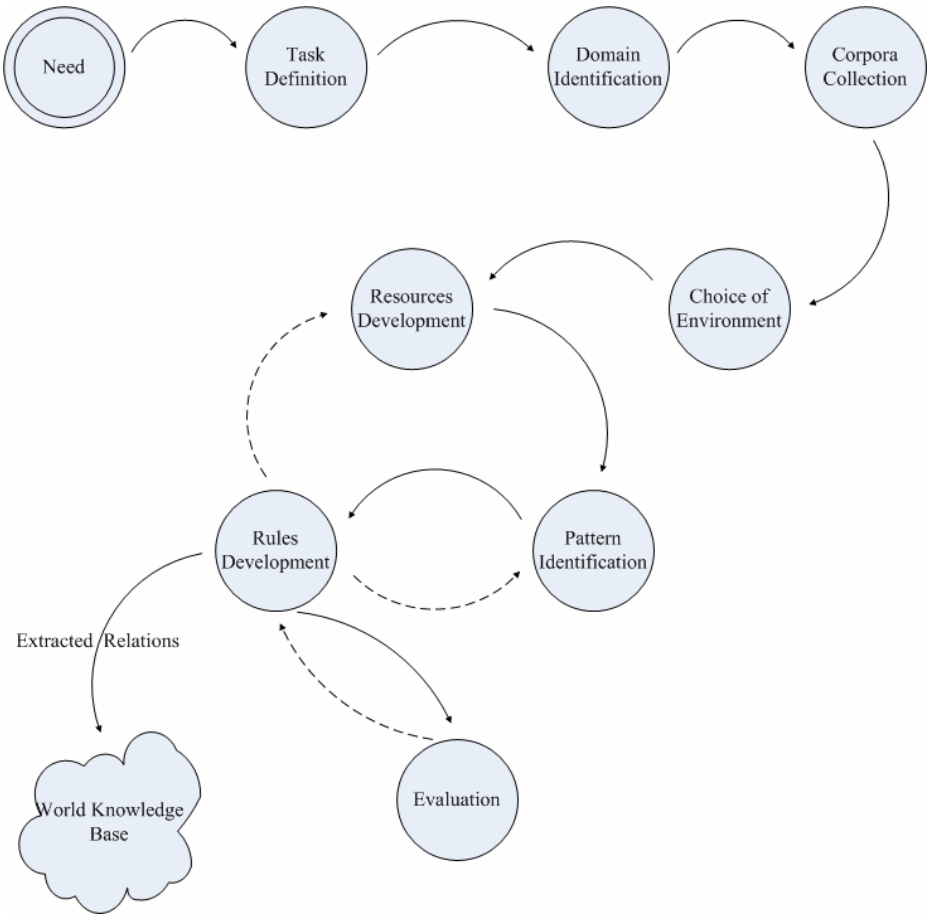 Need
Task
Definition
Domain
Identification
Corpora
Collection
Resources
Development
Choice of
Environment
Rules
Development
Pattern
Identification
Extracted Relations
World Knowledge
Base
Evaluation